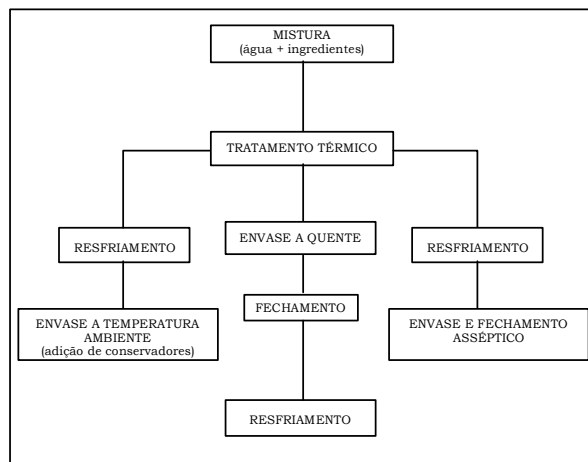 MISTURA
(água + ingredientes)
TRATAMENTO TÉRMICO
RESFRIAMENTO
ENVASE A QUENTE
RESFRIAMENTO
FECHAMENTO
ENVASE A TEMPERATURA
AMBIENTE
(adição de conservadores)
ENVASE E FECHAMENTO
ASSÉPTICO
RESFRIAMENTO